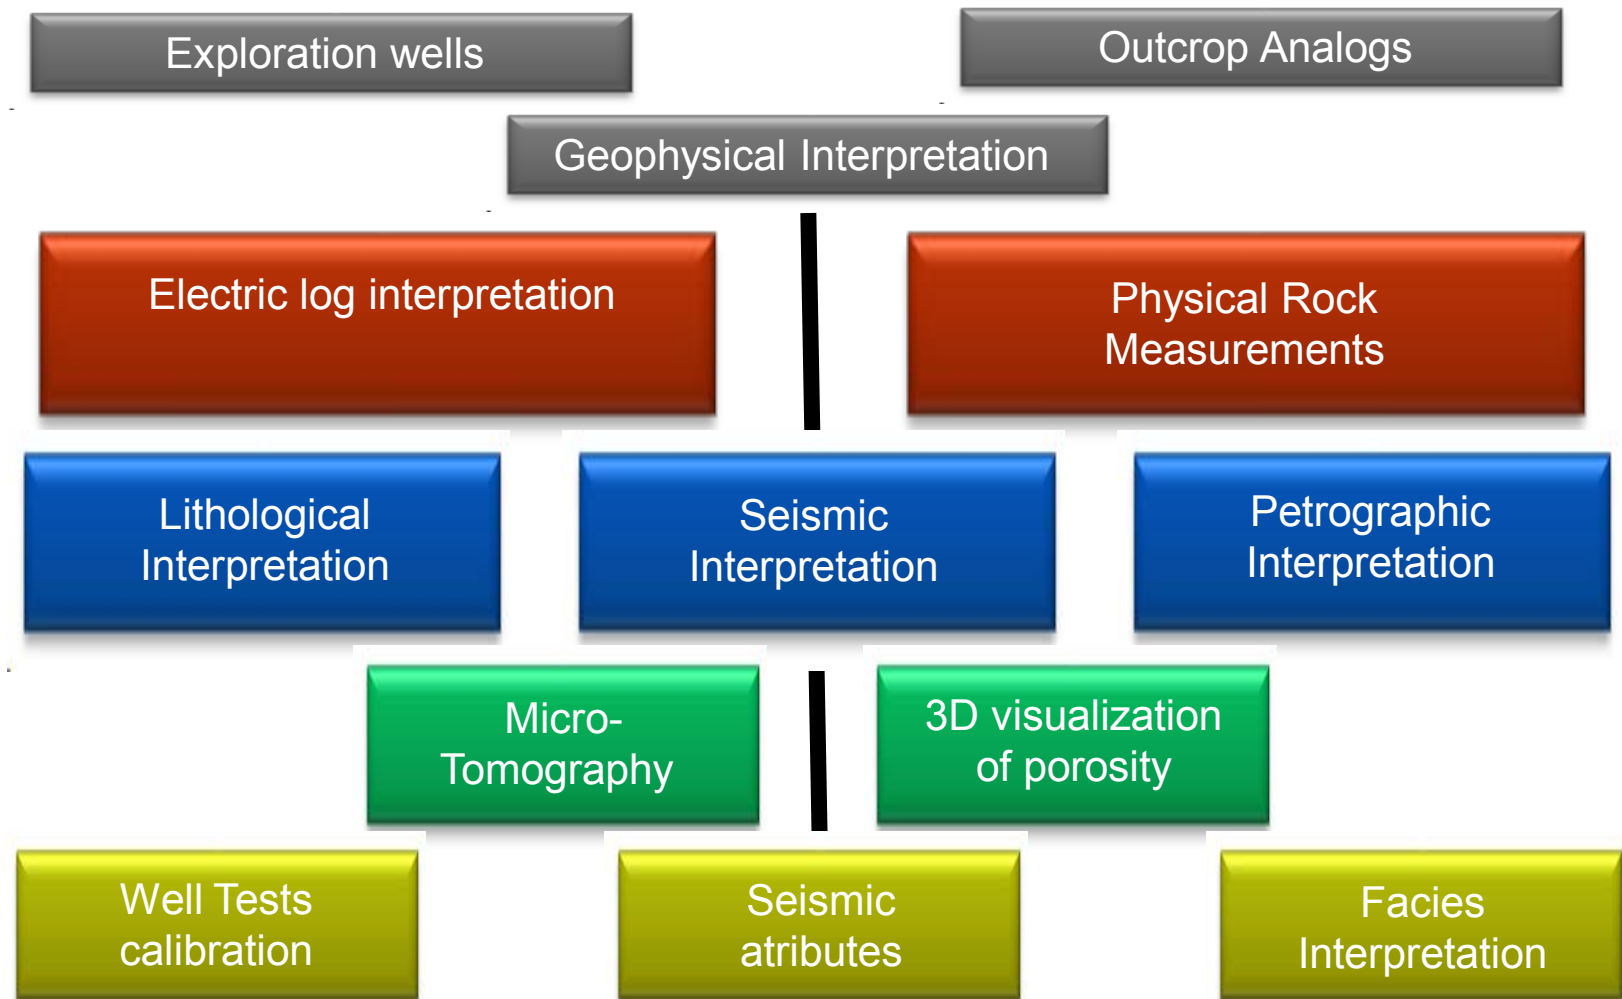 Exploration wells
Outcrop Analogs
Geophysical Interpretation
Electric log interpretation
Physical Rock
Measurements
Lithological
Interpretation
Seismic
Interpretation
Petrographic
Interpretation
Micro-
Tomography
3D visualization
of porosity
Well Tests
calibration
Seismic
atributes
Facies
Interpretation